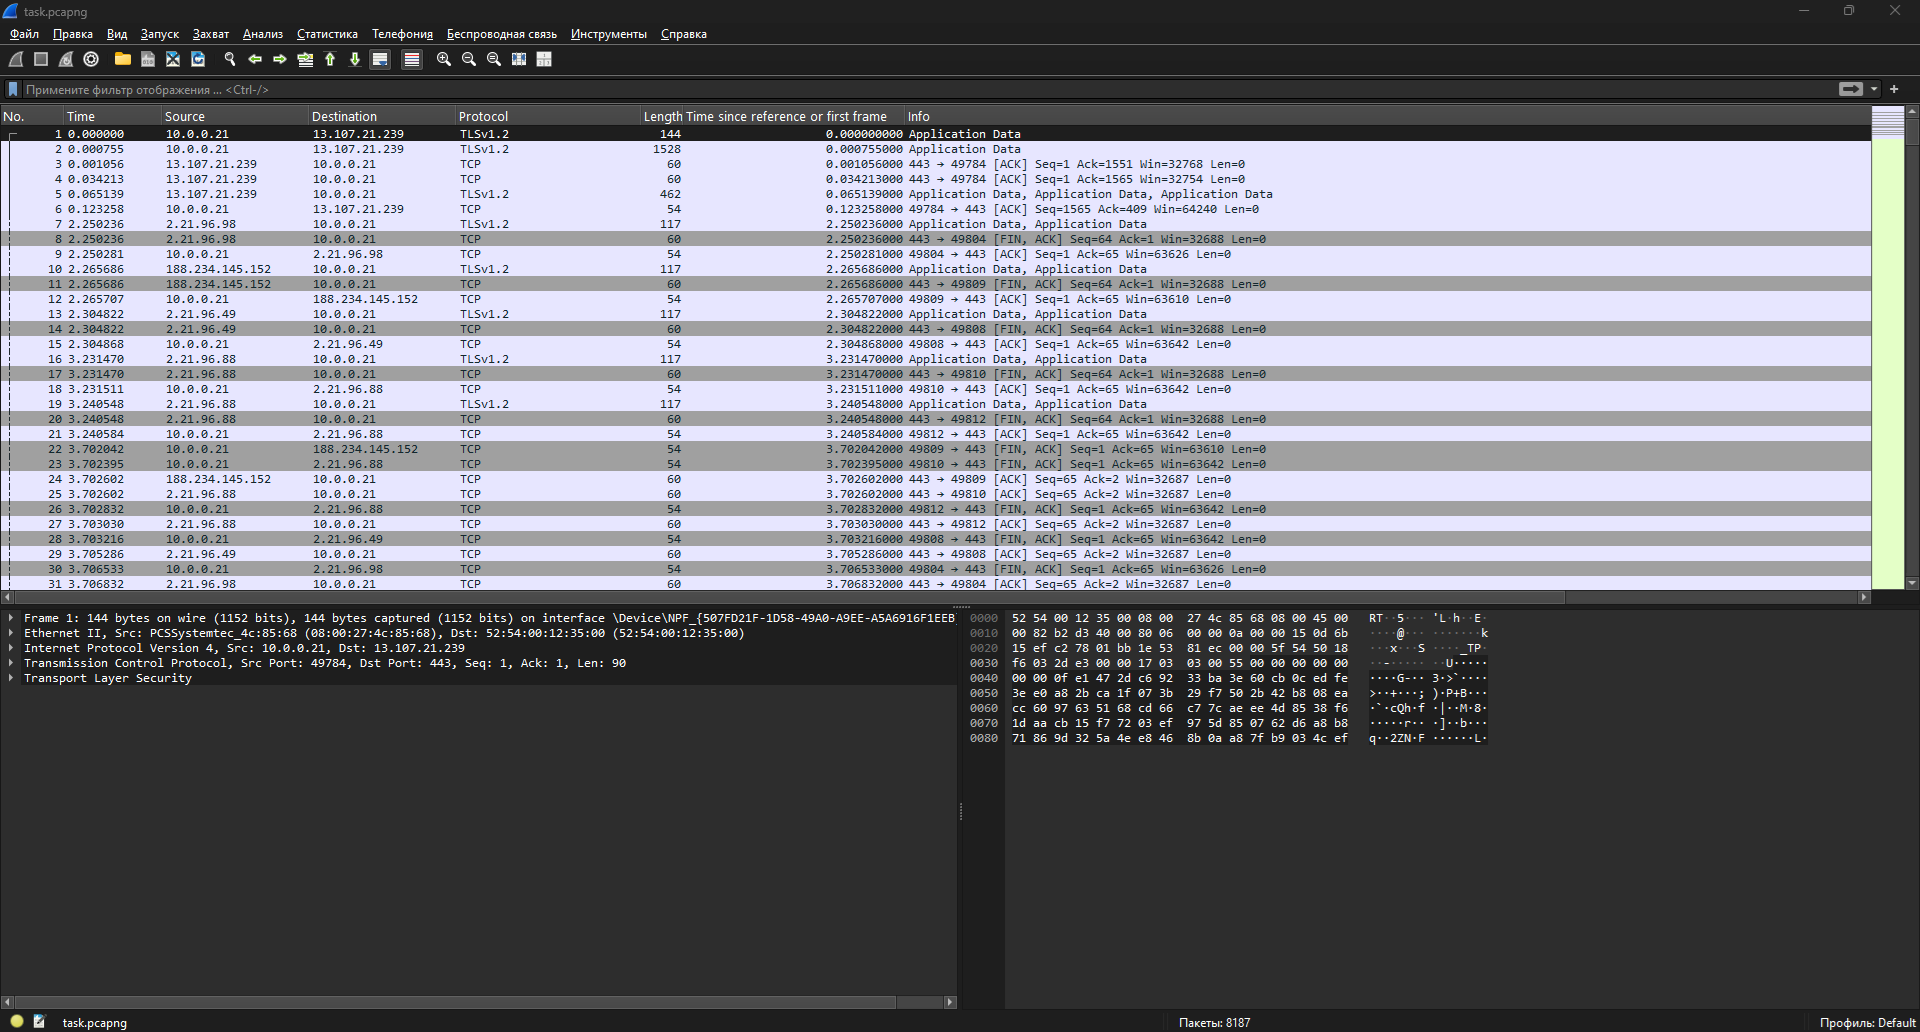 task.pcapng
Файл Правка Вид Запуск Захват Анализ Статистика Телефония Беспроводная связь Инструменты Справка
Примените фильтр отображения ... <Ctrl-/>
No. Time Source Destination Protocol Length Time since reference or first frame Info
1 0.000000 10.0.0.21 13.107.21.239 TLSv1.2 144 0.000000000 Application Data
2 0.000755 10.0.0.21 13.107.21.239 TLSv1.2 1528 0.000755000 Application Data
3 0.001056 13.107.21.239 10.0.0.21 TCP 60 0.001056000 443 → 49784 [ACK] Seq=1 Ack=1551 Win=32768 Len=0
4 0.034213 13.107.21.239 10.0.0.21 TCP 60 0.034213000 443 → 49784 [ACK] Seq=1 Ack=1565 Win=32754 Len=0
5 0.065139 13.107.21.239 10.0.0.21 TLSv1.2 462 0.065139000 Application Data, Application Data, Application Data
6 0.123258 10.0.0.21 13.107.21.239 TCP 54 0.123258000 49784 → 443 [ACK] Seq=1565 Ack=409 Win=64240 Len=0
7 2.250236 2.21.96.98 10.0.0.21 TLSv1.2 117 2.250236000 Application Data, Application Data
8 2.250236 2.21.96.98 10.0.0.21 TCP 60 2.250236000 443 → 49804 [FIN, ACK] Seq=64 Ack=1 Win=32688 Len=0
9 2.250281 10.0.0.21 2.21.96.98 TCP 54 2.250281000 49804 → 443 [ACK] Seq=1 Ack=65 Win=63626 Len=0
10 2.265686 188.234.145.152 10.0.0.21 TLSv1.2 117 2.265686000 Application Data, Application Data
11 2.265686 188.234.145.152 10.0.0.21 TCP 60 2.265686000 443 → 49809 [FIN, ACK] Seq=64 Ack=1 Win=32688 Len=0
12 2.265707 10.0.0.21 188.234.145.152 TCP 54 2.265707000 49809 → 443 [ACK] Seq=1 Ack=65 Win=63610 Len=0
13 2.304822 2.21.96.49 10.0.0.21 TLSv1.2 117 2.304822000 Application Data, Application Data
14 2.304822 2.21.96.49 10.0.0.21 TCP 60 2.304822000 443 → 49808 [FIN, ACK] Seq=64 Ack=1 Win=32688 Len=0
15 2.304868 10.0.0.21 2.21.96.49 TCP 54 2.304868000 49808 → 443 [ACK] Seq=1 Ack=65 Win=63642 Len=0
16 3.231470 2.21.96.88 10.0.0.21 TLSv1.2 117 3.231470000 Application Data, Application Data
17 3.231470 2.21.96.88 10.0.0.21 TCP 60 3.231470000 443 → 49810 [FIN, ACK] Seq=64 Ack=1 Win=32688 Len=0
18 3.231511 10.0.0.21 2.21.96.88 TCP 54 3.231511000 49810 → 443 [ACK] Seq=1 Ack=65 Win=63642 Len=0
19 3.240548 2.21.96.88 10.0.0.21 TLSv1.2 117 3.240548000 Application Data, Application Data
20 3.240548 2.21.96.88 10.0.0.21 TCP 60 3.240548000 443 → 49812 [FIN, ACK] Seq=64 Ack=1 Win=32688 Len=0
21 3.240584 10.0.0.21 2.21.96.88 TCP 54 3.240584000 49812 → 443 [ACK] Seq=1 Ack=65 Win=63642 Len=0
22 3.702042 10.0.0.21 188.234.145.152 TCP 54 3.702042000 49809 → 443 [FIN, ACK] Seq=1 Ack=65 Win=63610 Len=0
23 3.702395 10.0.0.21 2.21.96.88 TCP 54 3.702395000 49810 → 443 [FIN, ACK] Seq=1 Ack=65 Win=63642 Len=0
24 3.702602 188.234.145.152 10.0.0.21 TCP 60 3.702602000 443 → 49809 [ACK] Seq=65 Ack=2 Win=32687 Len=0
25 3.702602 2.21.96.88 10.0.0.21 TCP 60 3.702602000 443 → 49810 [ACK] Seq=65 Ack=2 Win=32687 Len=0
26 3.702832 10.0.0.21 2.21.96.88 TCP 54 3.702832000 49812 → 443 [FIN, ACK] Seq=1 Ack=65 Win=63642 Len=0
27 3.703030 2.21.96.88 10.0.0.21 TCP 60 3.703030000 443 → 49812 [ACK] Seq=65 Ack=2 Win=32687 Len=0
28 3.703216 10.0.0.21 2.21.96.49 TCP 54 3.703216000 49808 → 443 [FIN, ACK] Seq=1 Ack=65 Win=63642 Len=0
29 3.705286 2.21.96.49 10.0.0.21 TCP 60 3.705286000 443 → 49808 [ACK] Seq=65 Ack=2 Win=32687 Len=0
30 3.706533 10.0.0.21 2.21.96.98 TCP 54 3.706533000 49804 → 443 [FIN, ACK] Seq=1 Ack=65 Win=63626 Len=0
31 3.706832 2.21.96.98 10.0.0.21 TCP 60 3.706832000 443 → 49804 [ACK] Seq=65 Ack=2 Win=32687 Len=0
Frame 1: 144 bytes on wire (1152 bits), 144 bytes captured (1152 bits) on interface \Device\NPF_{507FD21F-1D58-49A0-A9EE-A5A6916F1EEB
Ethernet II, Src: PCSSystemtec_4c:85:68 (08:00:27:4c:85:68), Dst: 52:54:00:12:35:00 (52:54:00:12:35:00)
Internet Protocol Version 4, Src: 10.0.0.21, Dst: 13.107.21.239
Transmission Control Protocol, Src Port: 49784, Dst Port: 443, Seq: 1, Ack: 1, Len: 90
Transport Layer Security
0000 52 54 00 12 35 00 08 00 27 4c 85 68 08 00 45 00 RT··5··· 'L·h··E·
0010 00 82 b2 d3 40 00 80 06 00 00 0a 00 00 15 0d 6b ····@··· ·······k
0020 15 ef c2 78 01 bb 1e 53 81 ec 00 00 5f 54 50 18 ···x···S ····_TP·
0030 f6 03 2d e3 00 00 17 03 03 00 55 00 00 00 00 00 ··-····· ··U·····
0040 00 00 0f e1 47 2d c6 92 33 ba 3e 60 cb 0c ed fe ····G-·· 3·>`····
0050 3e e0 a8 2b ca 1f 07 3b 29 f7 50 2b 42 b8 08 ea >··+···; )·P+B···
0060 cc 60 97 63 51 68 cd 66 c7 7c ae ee 4d 85 38 f6 ·`·cQh·f ·|··M·8·
0070 1d aa cb 15 f7 72 03 ef 97 5d 85 07 62 d6 a8 b8 ·····r·· ·]··b···
0080 71 86 9d 32 5a 4e e8 46 8b 0a a8 7f b9 03 4c ef q··2ZN·F ······L·
task.pcapng
Пакеты: 8187
Профиль: Default